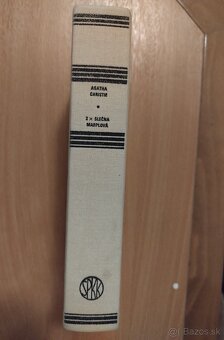 AGATHA
CHRISTIE
*
2 × SLEČNA
MARPLOVÁ
SPKK
bazos.sk